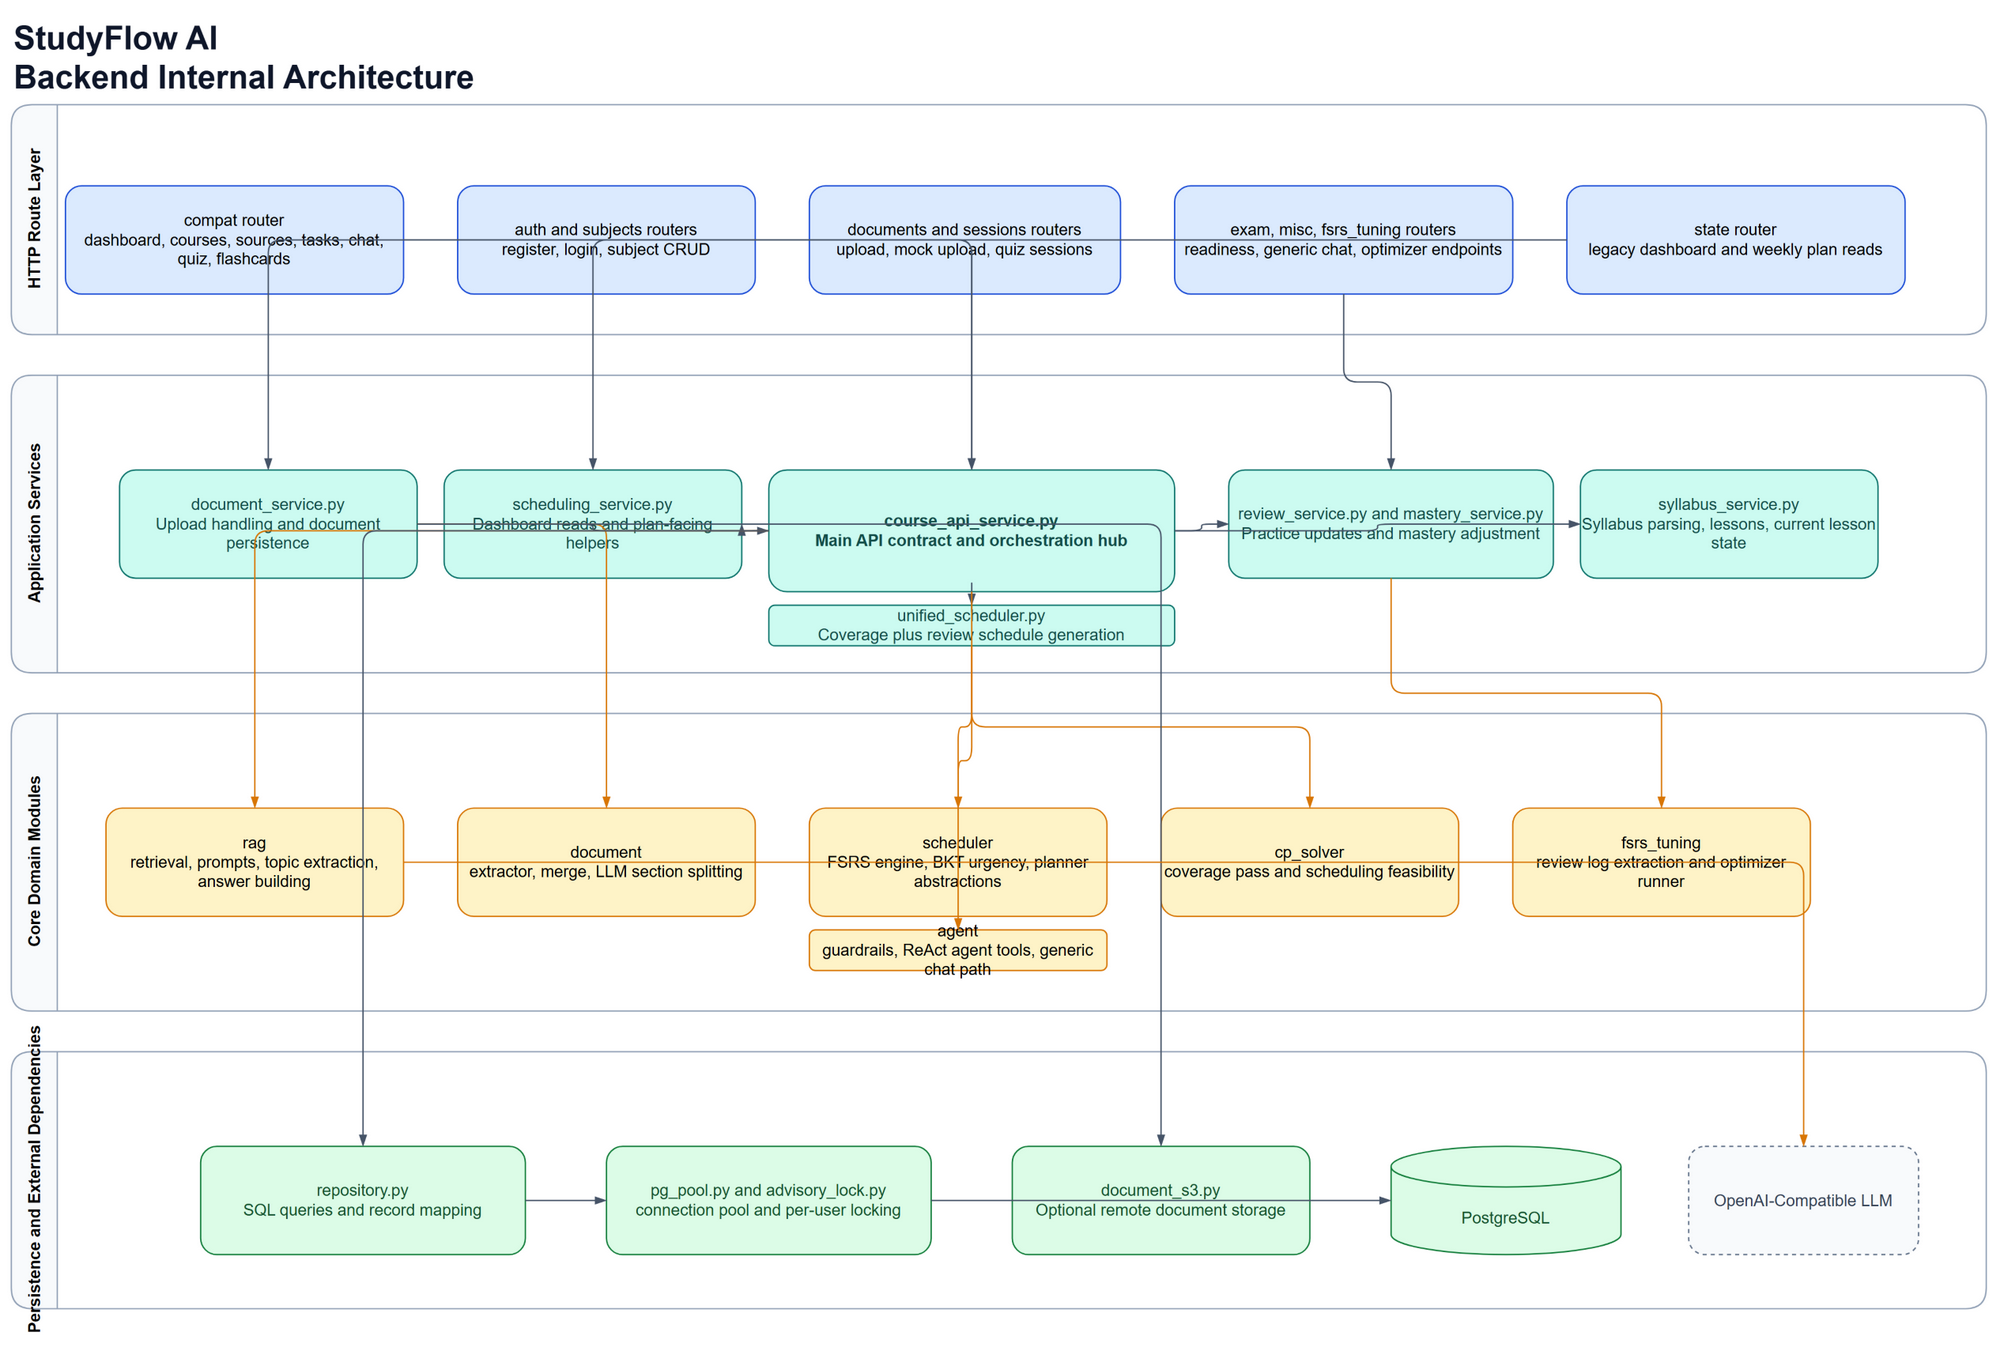 StudyFlow AI
Backend Internal Architecture
HTTP Route Layer
compat router
dashboard, courses, sources, tasks, chat,
quiz, flashcards
auth and subjects routers
register, login, subject CRUD
documents and sessions routers
upload, mock upload, quiz sessions
exam, misc, fsrs_tuning routers
readiness, generic chat, optimizer endpoints
state router
legacy dashboard and weekly plan reads
Application Services
document_service.py
Upload handling and document
persistence
scheduling_service.py
Dashboard reads and plan-facing
helpers
course_api_service.py
Main API contract and orchestration hub
review_service.py and mastery_service.py
Practice updates and mastery adjustment
syllabus_service.py
Syllabus parsing, lessons, current lesson
state
unified_scheduler.py
Coverage plus review schedule generation
Core Domain Modules
rag
retrieval, prompts, topic extraction,
answer building
document
extractor, merge, LLM section splitting
scheduler
FSRS engine, BKT urgency, planner
abstractions
cp_solver
coverage pass and scheduling feasibility
fsrs_tuning
review log extraction and optimizer
runner
agent
guardrails, ReAct agent tools, generic
chat path
Persistence and External Dependencies
repository.py
SQL queries and record mapping
pg_pool.py and advisory_lock.py
connection pool and per-user locking
document_s3.py
Optional remote document storage
PostgreSQL
OpenAI-Compatible LLM